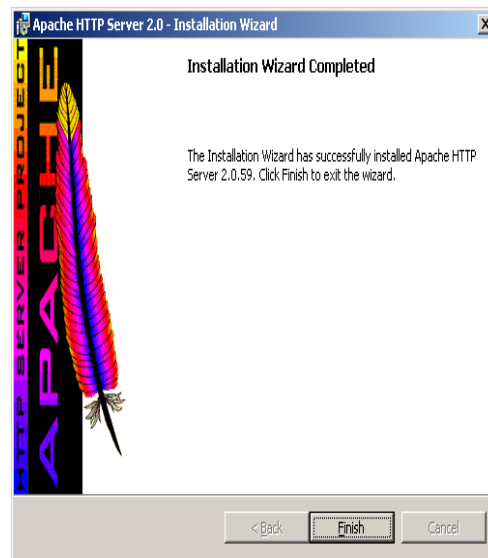 Apache HTTP Server 2.0 - Installation Wizard
HTTP SERVER PROJECT
APACHE
Installation Wizard Completed
The Installation Wizard has successfully installed Apache HTTP
Server 2.0.59. Click Finish to exit the wizard.
< Back
Finish
Cancel